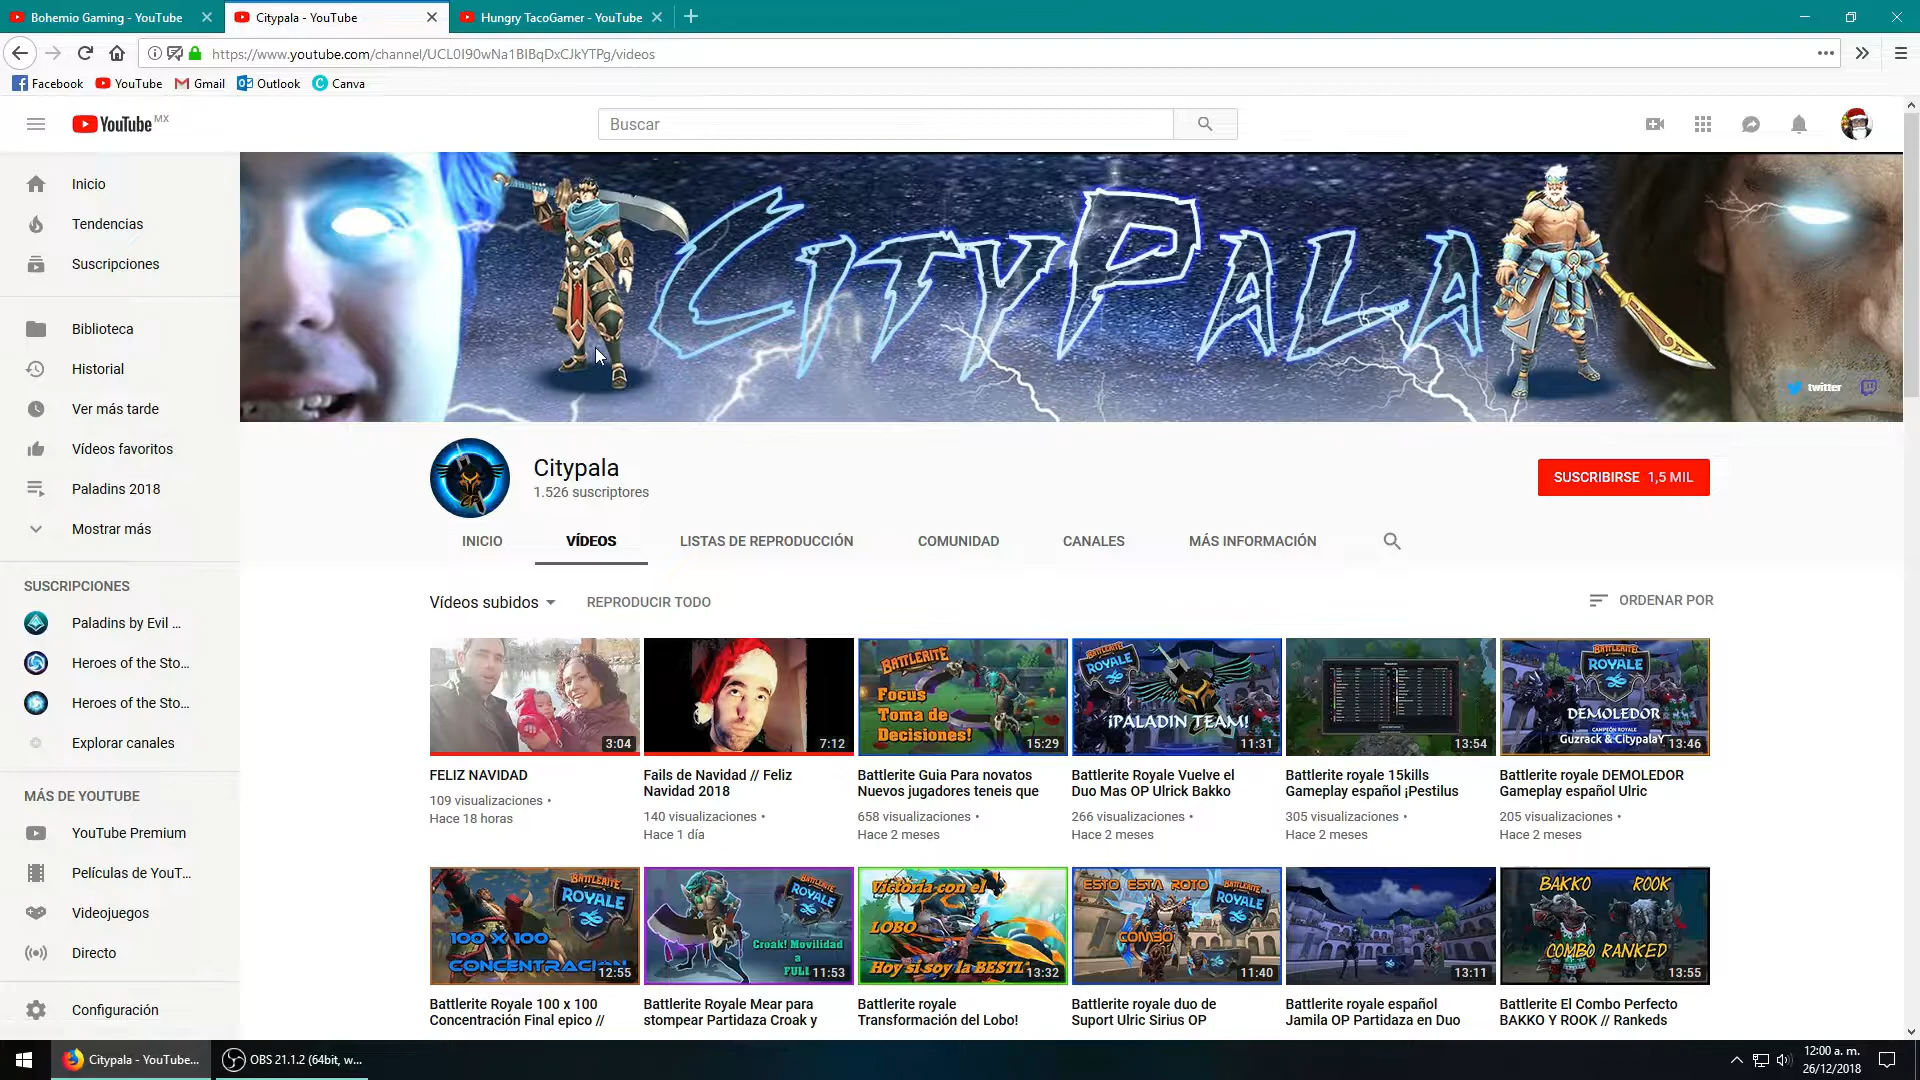 Bohemio Gaming - YouTube
Citypala - YouTube
Hungry TacoGamer - YouTube
https://www.youtube.com/channel/UCL0I90wNa1BIBqDxCJkYTPg/videos
Facebook
YouTube
Gmail
Outlook
Canva
YouTube MX
Buscar
Inicio
Tendencias
Suscripciones
Biblioteca
Historial
Ver más tarde
Vídeos favoritos
Paladins 2018
Mostrar más
SUSCRIPCIONES
Paladins by Evil ...
Heroes of the Sto...
Heroes of the Sto...
Explorar canales
MÁS DE YOUTUBE
YouTube Premium
Películas de YouT...
Videojuegos
Directo
Configuración
CITYPALA
twitter
Citypala
1.526 suscriptores
SUSCRIBIRSE 1,5 MIL
INICIO
VÍDEOS
LISTAS DE REPRODUCCIÓN
COMUNIDAD
CANALES
MÁS INFORMACIÓN
Vídeos subidos
REPRODUCIR TODO
ORDENAR POR
3:04
FELIZ NAVIDAD
109 visualizaciones •
Hace 18 horas
7:12
Fails de Navidad // Feliz
Navidad 2018
140 visualizaciones •
Hace 1 día
BATTLERITE
Focus
Toma de
Decisiones!
15:29
Battlerite Guia Para novatos
Nuevos jugadores teneis que
658 visualizaciones •
Hace 2 meses
BATTLERITE
ROYALE
¡PALADIN TEAM!
11:31
Battlerite Royale Vuelve el
Duo Mas OP Ulrick Bakko
266 visualizaciones •
Hace 2 meses
13:54
Battlerite royale 15kills
Gameplay español ¡Pestilus
305 visualizaciones •
Hace 2 meses
BATTLERITE
ROYALE
DEMOLEDOR
CAMPEÓN ROYALE
Guzrack & CitypalaY
13:46
Battlerite royale DEMOLEDOR
Gameplay español Ulric
205 visualizaciones •
Hace 2 meses
BATTLERITE
ROYALE
100 X 100
CONCENTRACION
12:55
Battlerite Royale 100 x 100
Concentración Final epico //
BATTLERITE
ROYALE
Croak! Movilidad
a
FULL
11:53
Battlerite Royale Mear para
stompear Partidaza Croak y
Victoria con el
LOBO
Hoy si soy la BESTIA
13:32
Battlerite royale
Transformación del Lobo!
ESTO ESTA ROTO
BATTLERITE
ROYALE
COMBO
11:40
Battlerite royale duo de
Suport Ulric Sirius OP
13:11
Battlerite royale español
Jamila OP Partidaza en Duo
BAKKO ROOK
COMBO RANKED
13:55
Battlerite El Combo Perfecto
BAKKO Y ROOK // Rankeds
Citypala - YouTube...
OBS 21.1.2 (64bit, w...
12:00 a. m.
26/12/2018